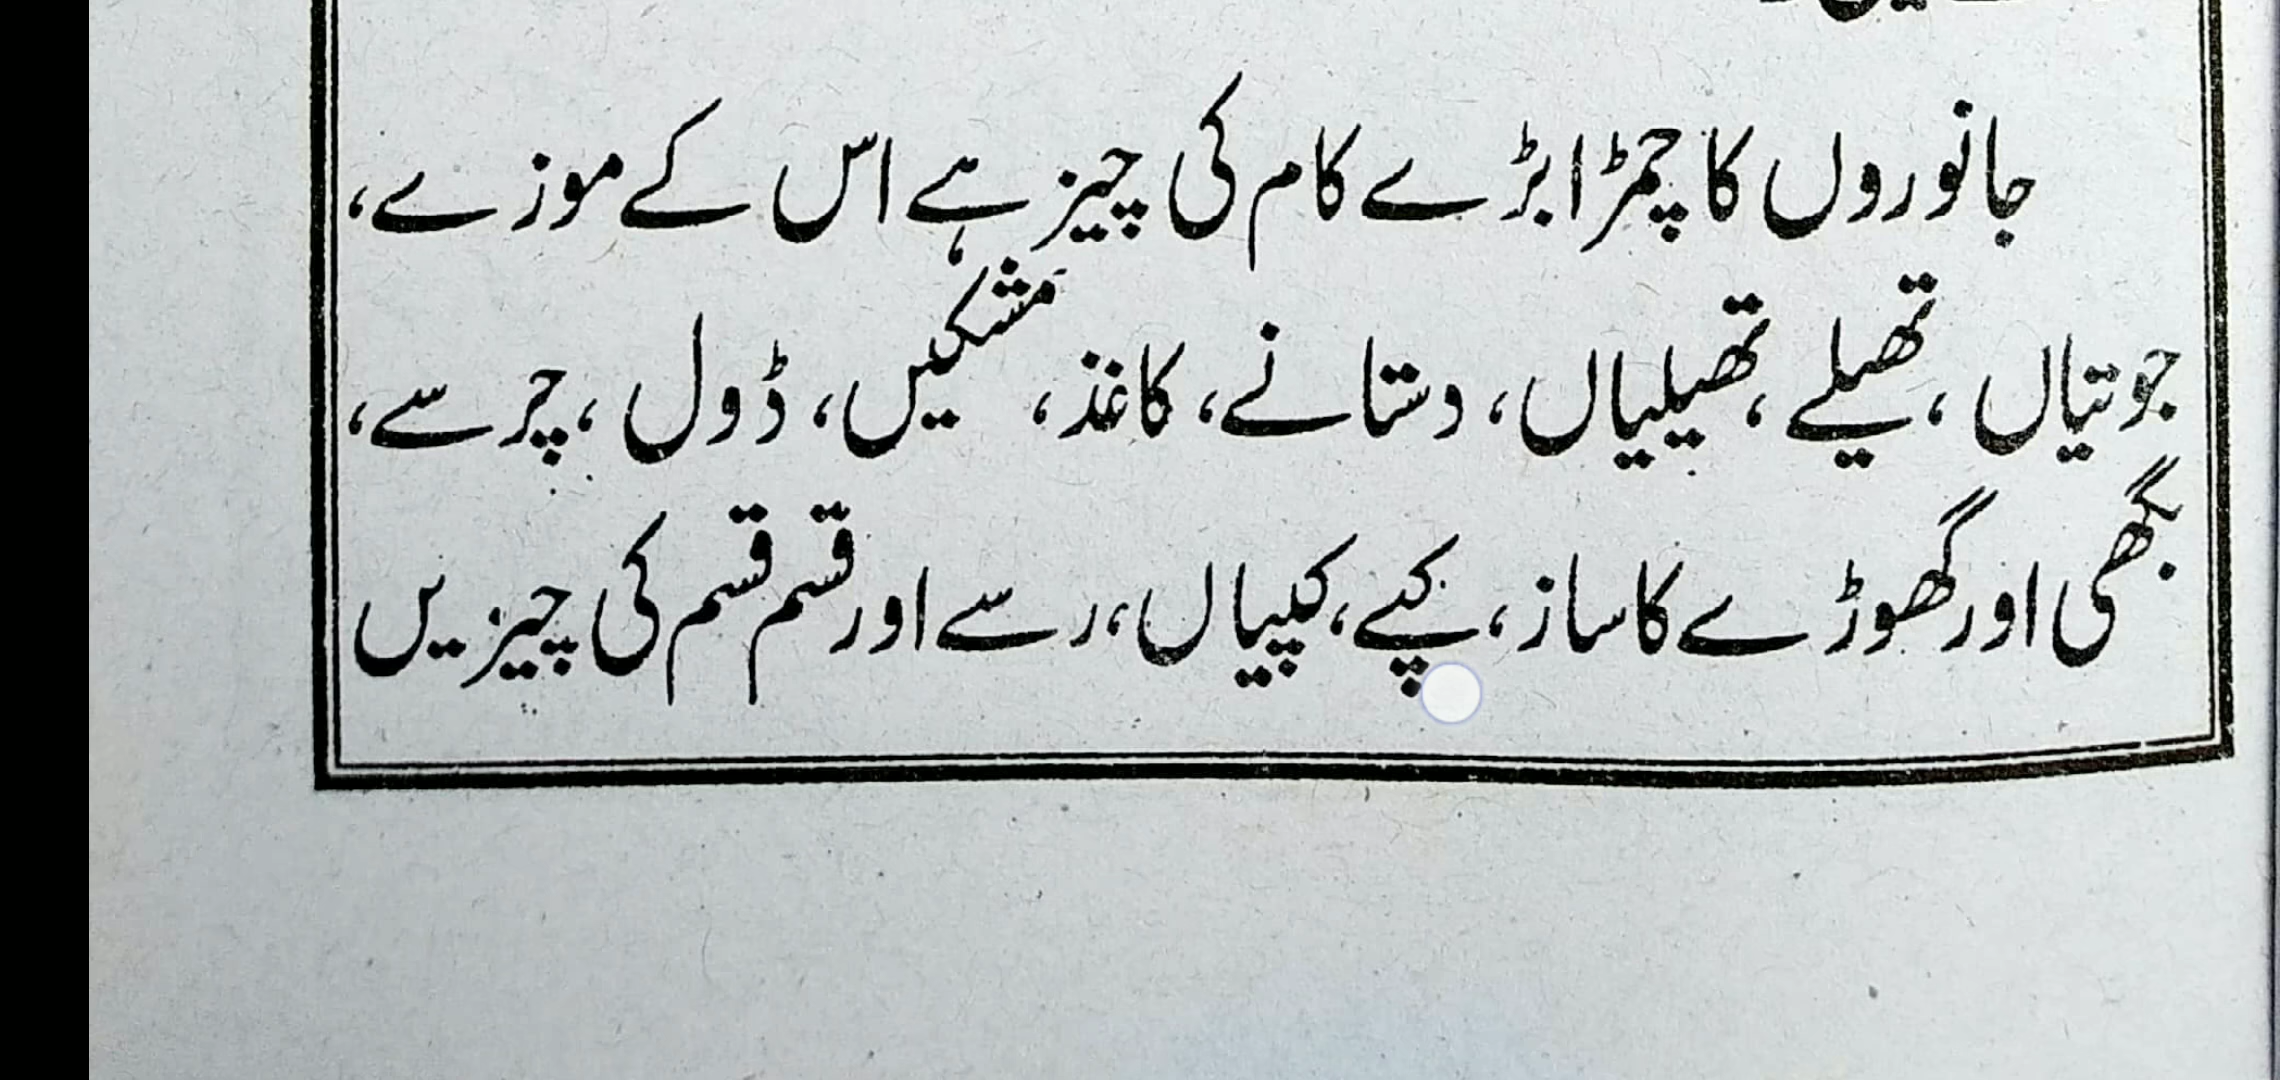 جانوروں کا چمڑا بڑے کام کی چیز ہے اس کے موزے،
جوتیاں، تھیلے، تھیلیاں، دستانے، کاغذ، مشکیں، ڈول، چرسے،
بگھی اور گھوڑے کا ساز، کپے، کپیاں، رسے اور قسم قسم کی چیزیں